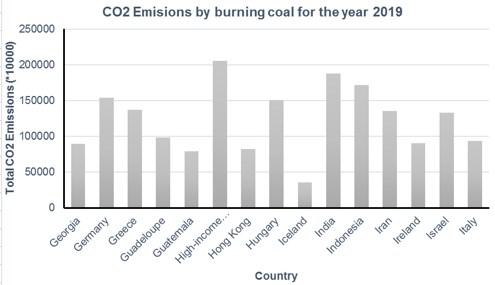 CO2 Emisions by burning coal for the year 2019
Total CO2 Emissions (*10000)
250000
200000
150000
100000
50000
0
Georgia
Germany
Greece
Guadeloupe
Guatemala
High-income...
Hong Kong
Hungary
Iceland
India
Indonesia
Iran
Ireland
Israel
Italy
Country